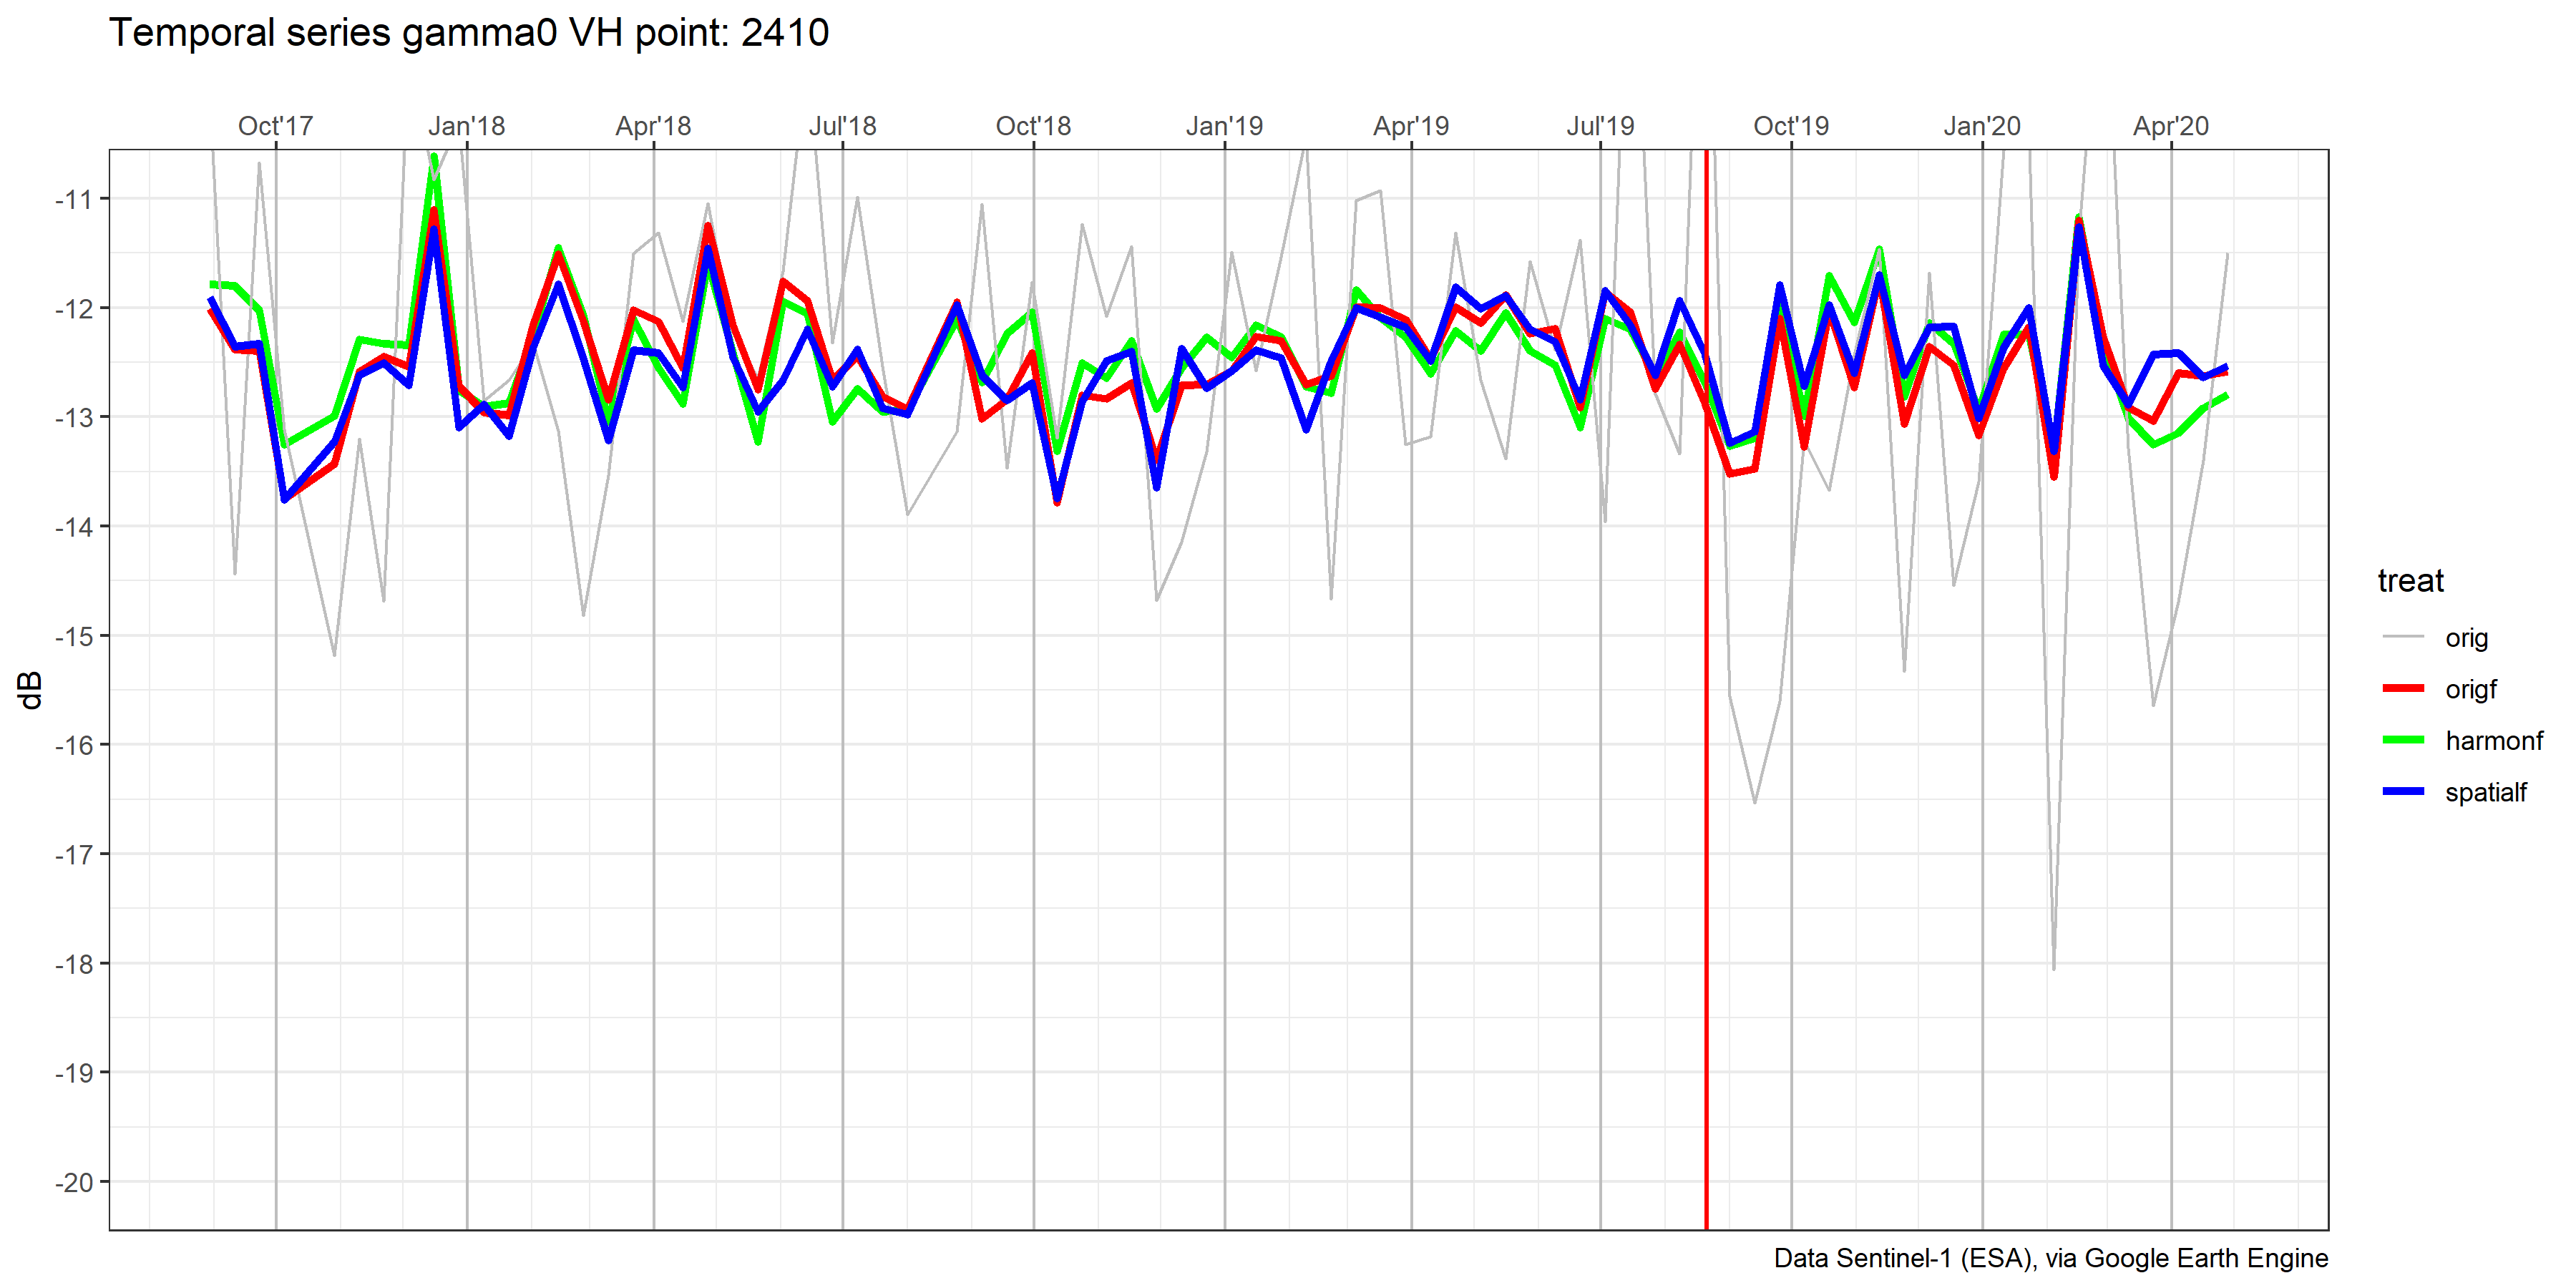 Temporal series gamma0 VH point: 2410
Oct'17 Jan'18 Apr'18 Jul'18 Oct'18 Jan'19 Apr'19 Jul'19 Oct'19 Jan'20 Apr'20
-11
-12
-13
-14
-15
-16
-17
-18
-19
-20
dB
treat
orig
origf
harmonf
spatialf
Data Sentinel-1 (ESA), via Google Earth Engine